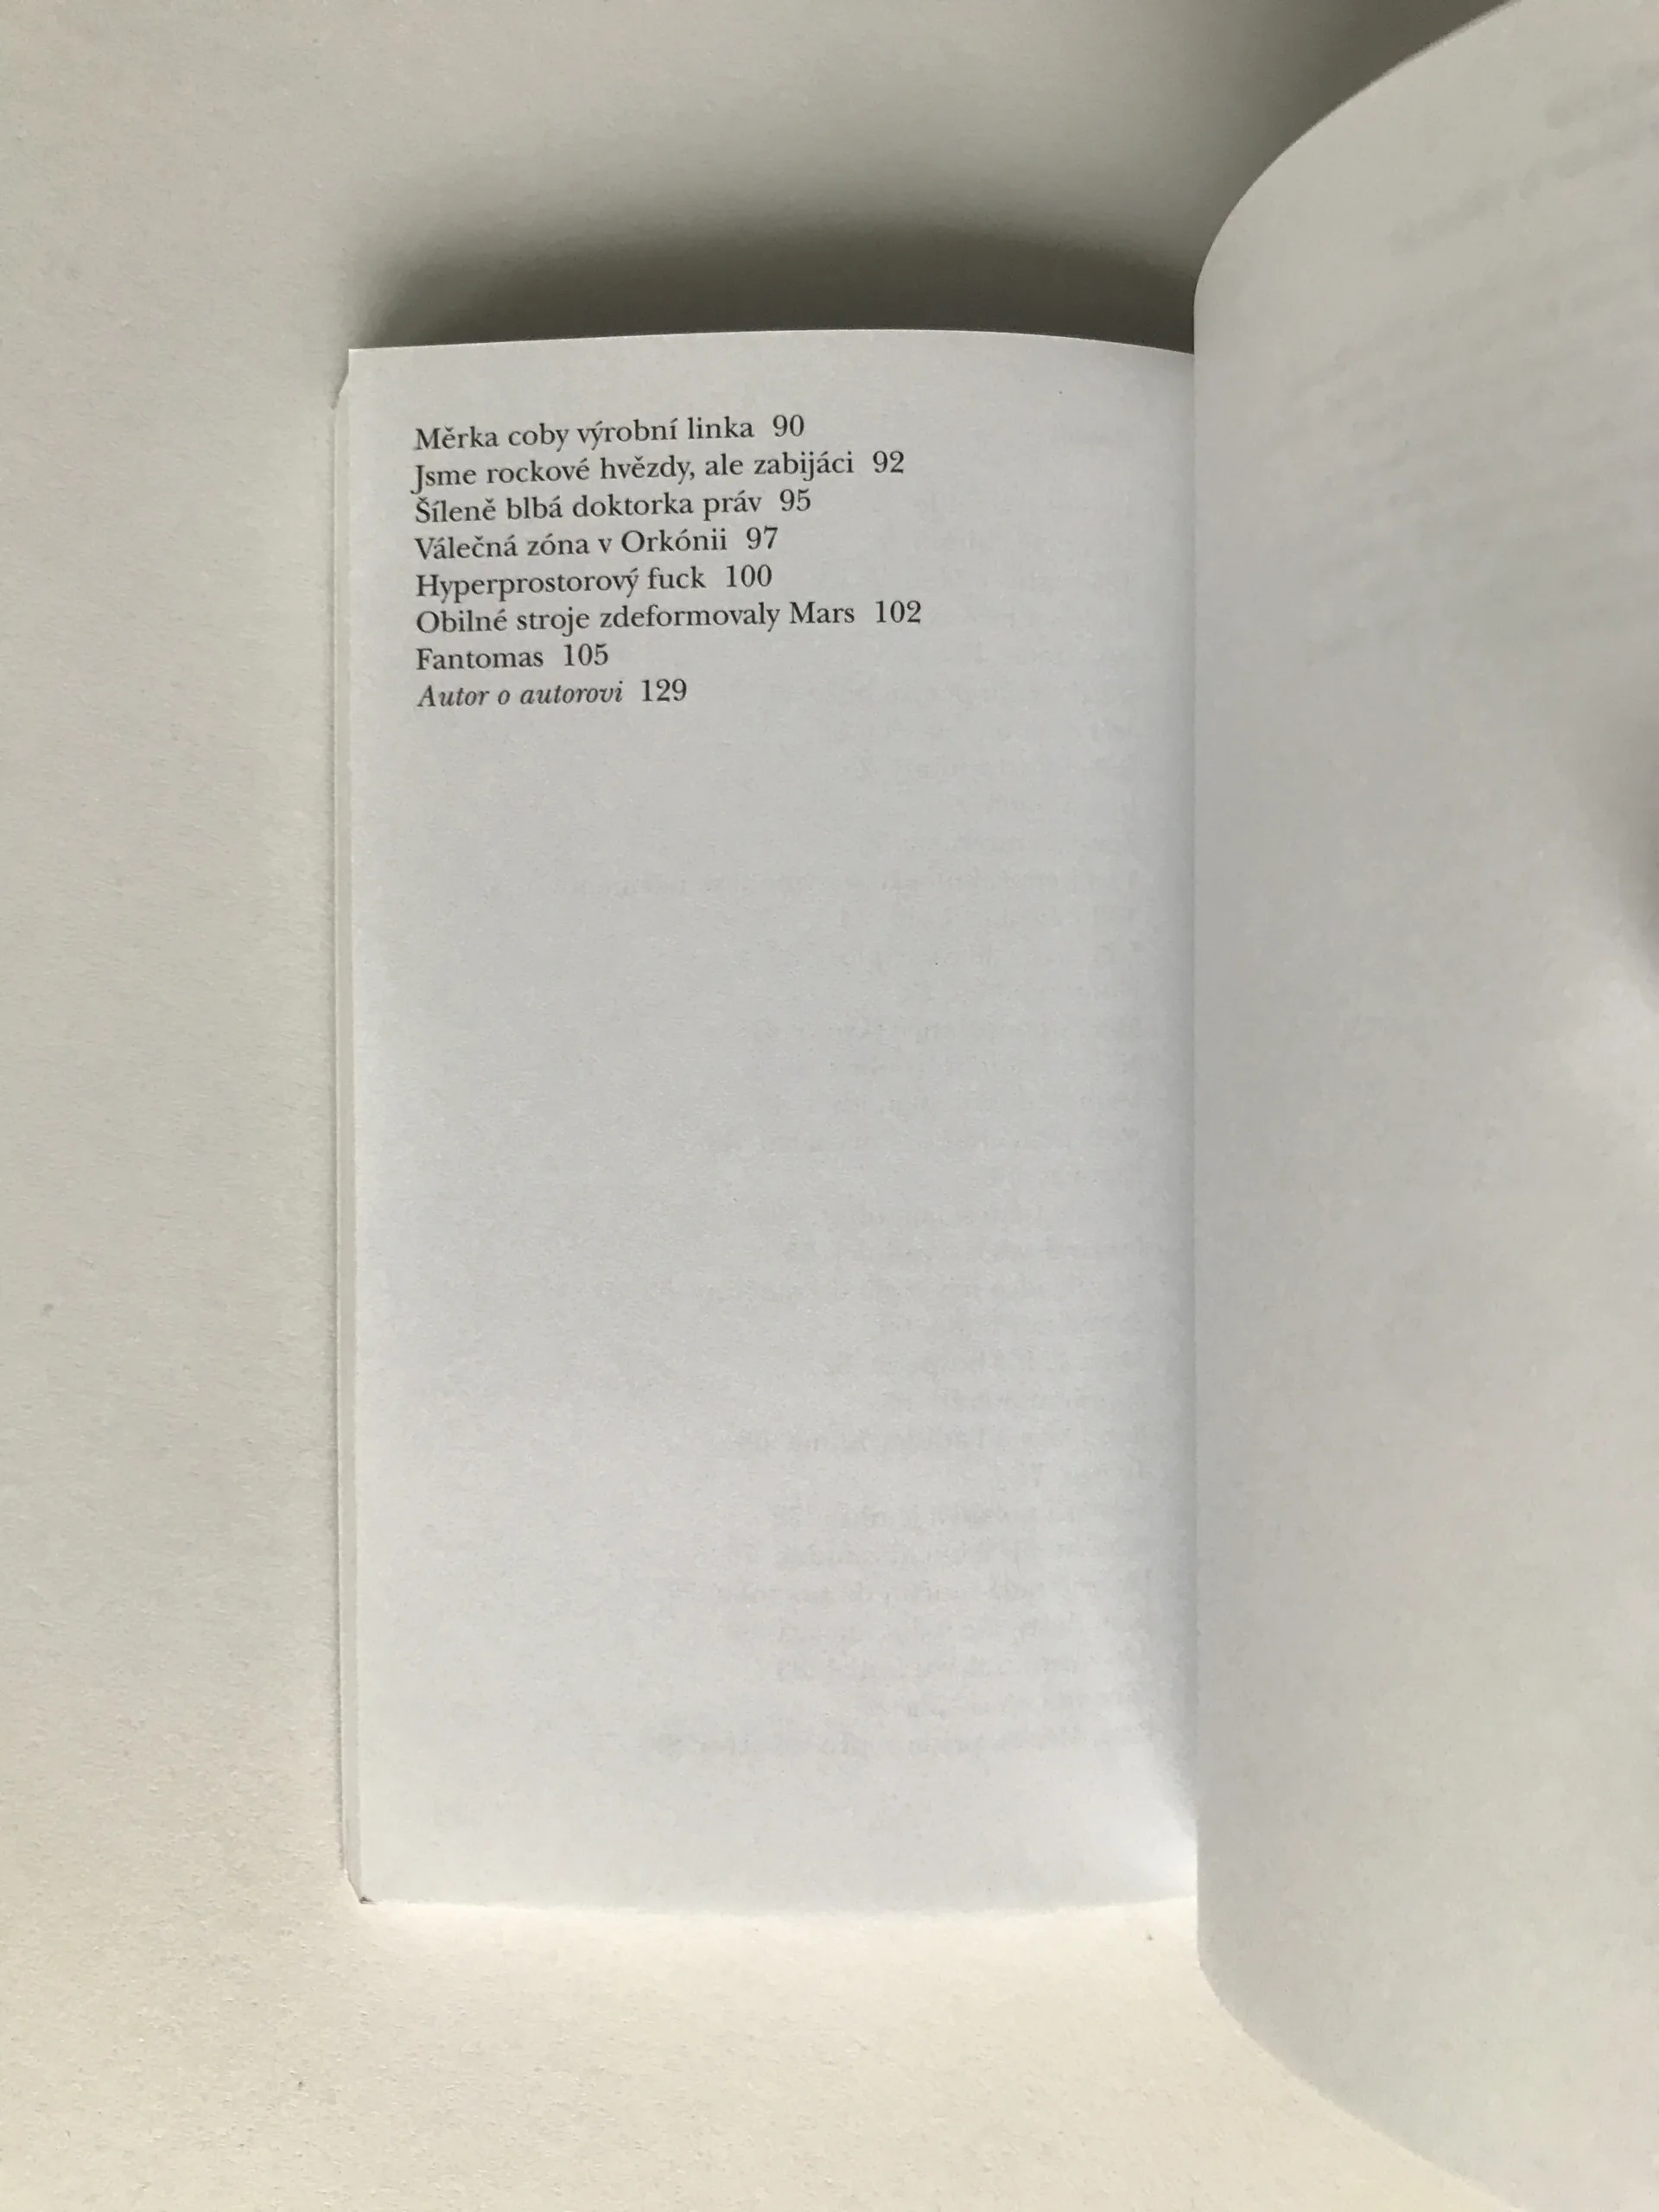 Měrka coby výrobní linka 90
Jsme rockové hvězdy, ale zabijáci 92
Šíleně blbá doktorka práv 95
Válečná zóna v Orkónii 97
Hyperprostorový fuck 100
Obilné stroje zdeformovaly Mars 102
Fantomas 105
Autor o autorovi 129